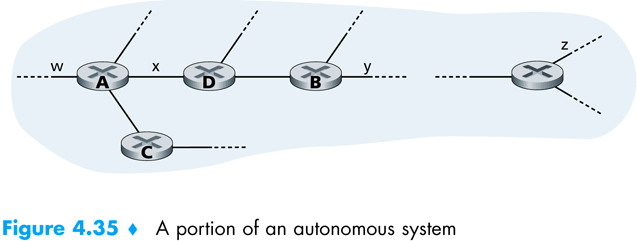 z
w
x
y
A
D
B
C
Figure 4.35 ♦ A portion of an autonomous system